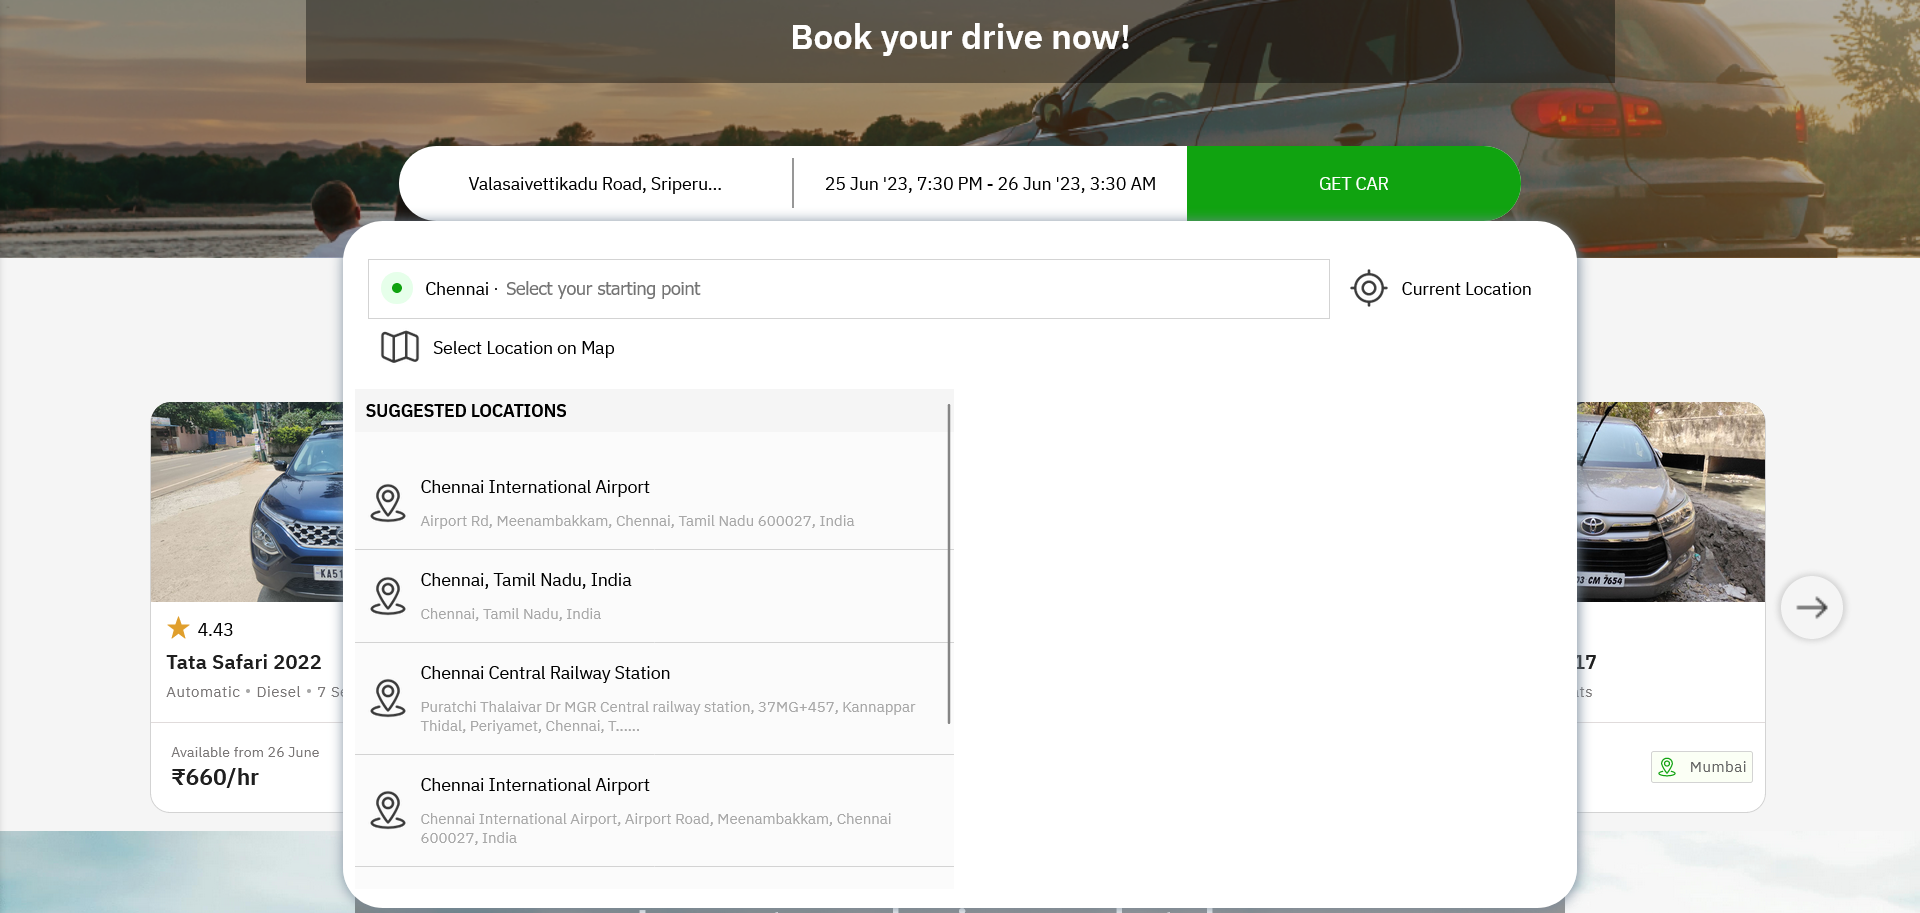 Book your drive now!
Valasaivettikadu Road, Sriperu...
25 Jun '23, 7:30 PM - 26 Jun '23, 3:30 AM
GET CAR
Chennai ·
Select your starting point
Current Location
Select Location on Map
SUGGESTED LOCATIONS
Chennai International Airport
Airport Rd, Meenambakkam, Chennai, Tamil Nadu 600027, India
Chennai, Tamil Nadu, India
Chennai, Tamil Nadu, India
Chennai Central Railway Station
Puratchi Thalaivar Dr MGR Central railway station, 37MG+457, Kannappar
Thidal, Periyamet, Chennai, T......
Chennai International Airport
Chennai International Airport, Airport Road, Meenambakkam, Chennai
600027, India
KA51
4.43
Tata Safari 2022
Automatic • Diesel • 7 Se
Available from 26 June
₹660/hr
03 CM 7654
17
ts
Mumbai